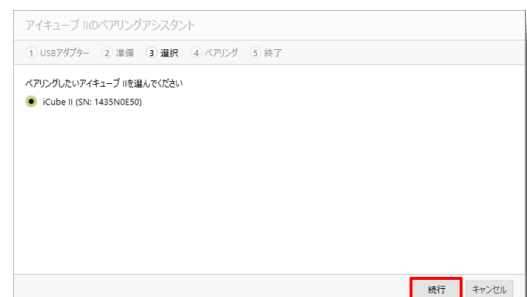 アイキューブ IIのペアリングアシスタント
1 USBアダプター 2 準備 3 選択 4 ペアリング 5 終了
ペアリングしたいアイキューブ IIを選んでください
iCube II (SN: 1435N0E50)
続行 キャンセル